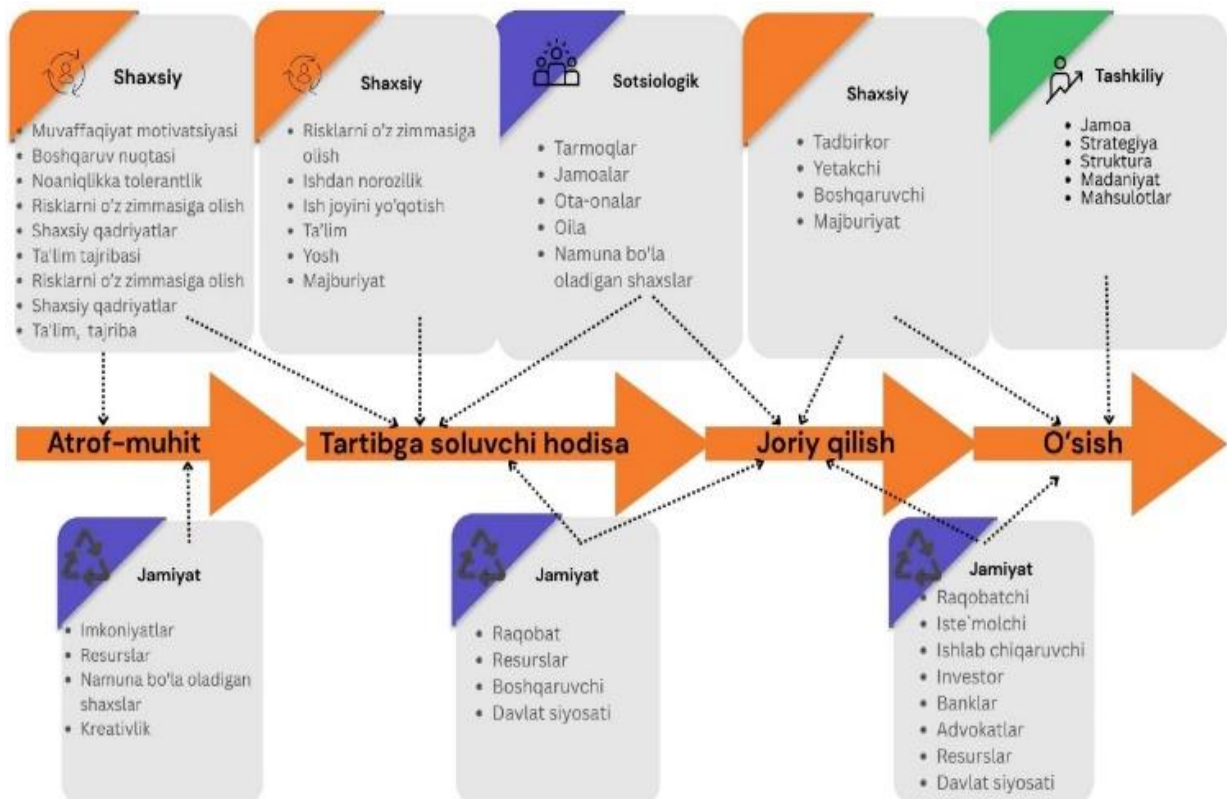 Shaxsiy
• Muvaffaqiyat motivatsiyasi
• Boshqaruv nuqtasi
• Noaniqlikka tolerantlik
• Risklarni o'z zimmasiga olish
• Shaxsiy qadriyatlar
• Ta'lim tajribasi
• Risklarni o'z zimmasiga olish
• Shaxsiy qadriyatlar
• Ta'lim, tajriba
Shaxsiy
• Risklarni o'z zimmasiga
olish
• Ishdan norozilik
• Ish joyini yo'qotish
• Ta'lim
• Yosh
• Majburiyat
Sotsiologik
• Tarmoqlar
• Jamoalar
• Ota-onalar
• Oila
• Namuna bo'la
oladigan shaxslar
Shaxsiy
• Tadbirkor
• Yetakchi
• Boshqaruvchi
• Majburiyat
Tashkiliy
• Jamoa
• Strategiya
• Struktura
• Madaniyat
• Mahsulotlar
Atrof-muhit
Tartibga soluvchi hodisa
Joriy qilish
O'sish
Jamiyat
• Imkoniyatlar
• Resurslar
• Namuna bo'la oladigan
shaxslar
• Kreativlik
Jamiyat
• Raqobat
• Resurslar
• Boshqaruvchi
• Davlat siyosati
Jamiyat
• Raqobatchi
• Iste`molchi
• Ishlab chiqaruvchi
• Investor
• Banklar
• Advokatlar
• Resurslar
• Davlat siyosati